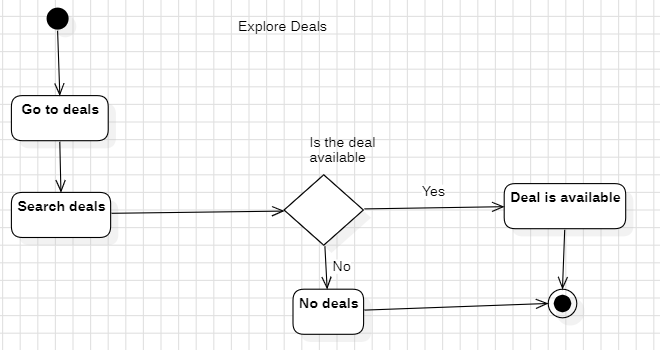 Explore Deals
Go to deals
Is the deal
available
Search deals
Yes
Deal is available
No
No deals